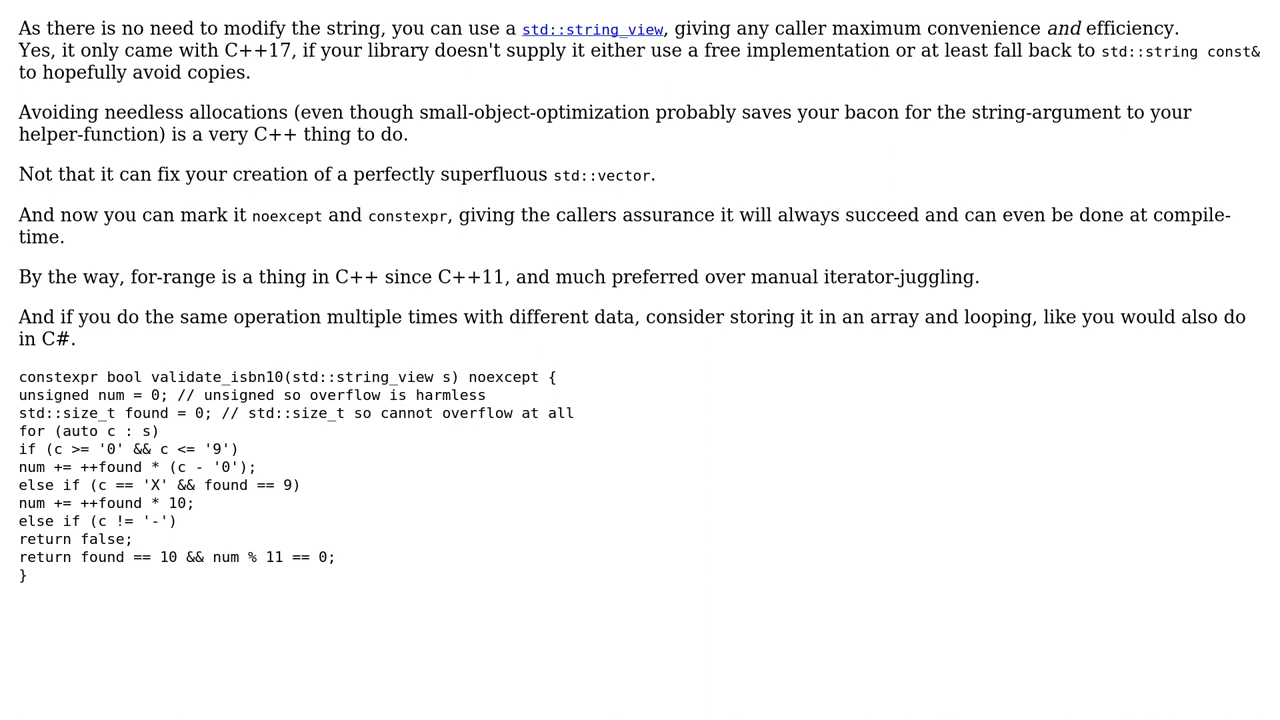 As there is no need to modify the string, you can use a std::string_view, giving any caller maximum convenience and efficiency.
Yes, it only came with C++17, if your library doesn't supply it either use a free implementation or at least fall back to std::string const&
to hopefully avoid copies.
Avoiding needless allocations (even though small-object-optimization probably saves your bacon for the string-argument to your
helper-function) is a very C++ thing to do.
Not that it can fix your creation of a perfectly superfluous std::vector.
And now you can mark it noexcept and constexpr, giving the callers assurance it will always succeed and can even be done at compile-
time.
By the way, for-range is a thing in C++ since C++11, and much preferred over manual iterator-juggling.
And if you do the same operation multiple times with different data, consider storing it in an array and looping, like you would also do
in C#.
constexpr bool validate_isbn10(std::string_view s) noexcept {
unsigned num = 0; // unsigned so overflow is harmless
std::size_t found = 0; // std::size_t so cannot overflow at all
for (auto c : s)
if (c >= '0' && c <= '9')
num += ++found * (c - '0');
else if (c == 'X' && found == 9)
num += ++found * 10;
else if (c != '-')
return false;
return found == 10 && num % 11 == 0;
}